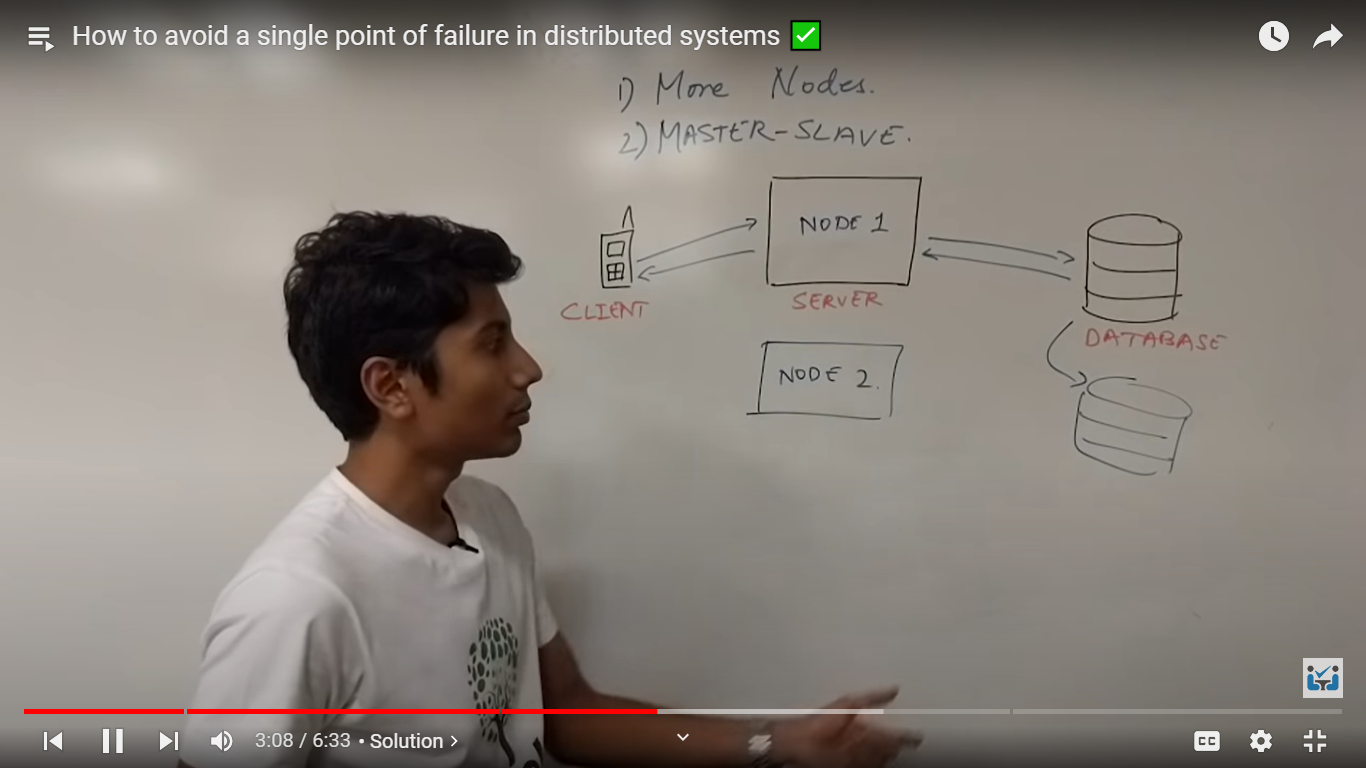 How to avoid a single point of failure in distributed systems ✅
1) More Nodes.
2) MASTER-SLAVE.
NODE 1
CLIENT
SERVER
DATABASE
NODE 2.
3:08 / 6:33 • Solution >
CC